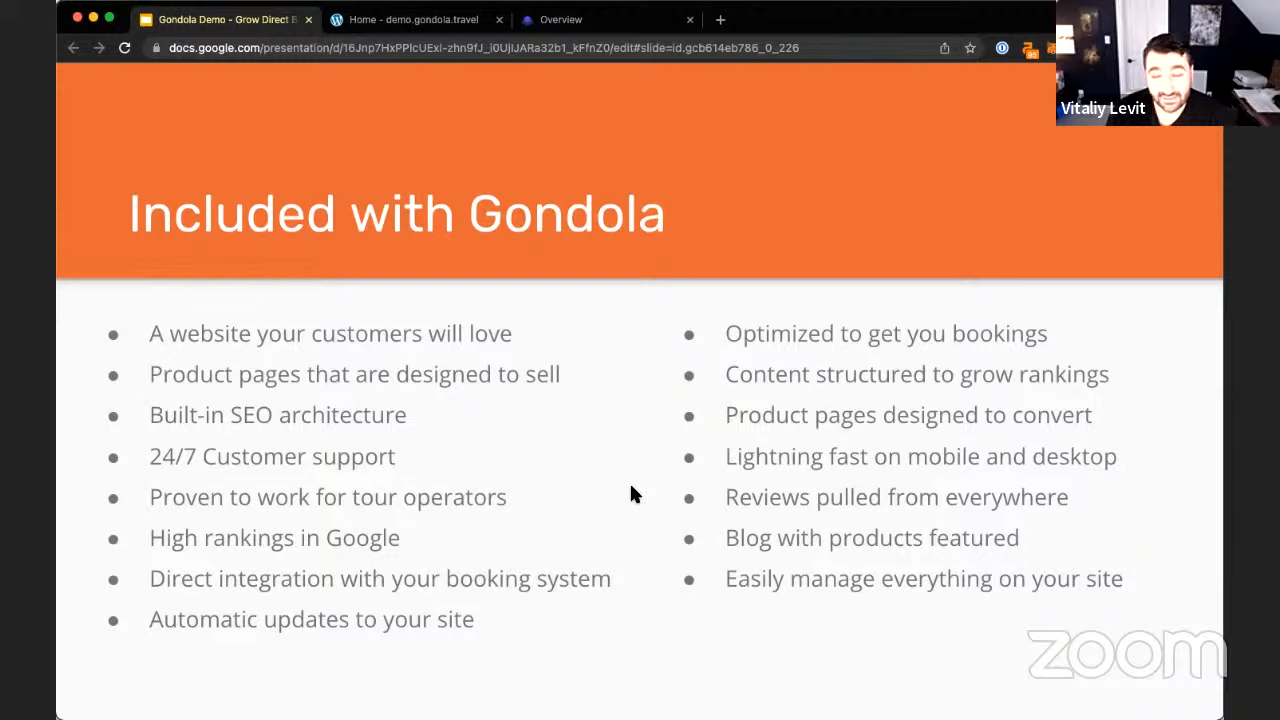 Gondola Demo - Grow Direct B
Home - demo.gondola.travel
Overview
docs.google.com/presentation/d/16Jnp7HxPPIcUExi-zhn9fJ_i0UjIJARa32b1_kFfnZ0/edit#slide=id.gcb614eb786_0_226
Vitaliy Levit
Included with Gondola
A website your customers will love
Product pages that are designed to sell
Built-in SEO architecture
24/7 Customer support
Proven to work for tour operators
High rankings in Google
Direct integration with your booking system
Automatic updates to your site
Optimized to get you bookings
Content structured to grow rankings
Product pages designed to convert
Lightning fast on mobile and desktop
Reviews pulled from everywhere
Blog with products featured
Easily manage everything on your site
zoom